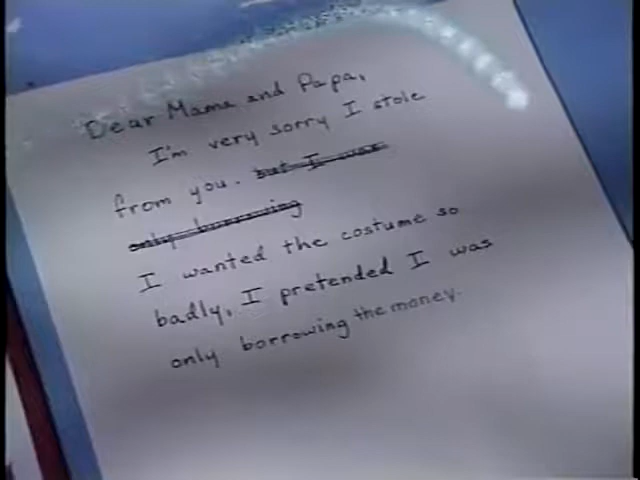 Dear Mama and Papa,
I'm very sorry I stole
from you. but I was
only borrowing
I wanted the costume so
badly, I pretended I was
only borrowing the money.